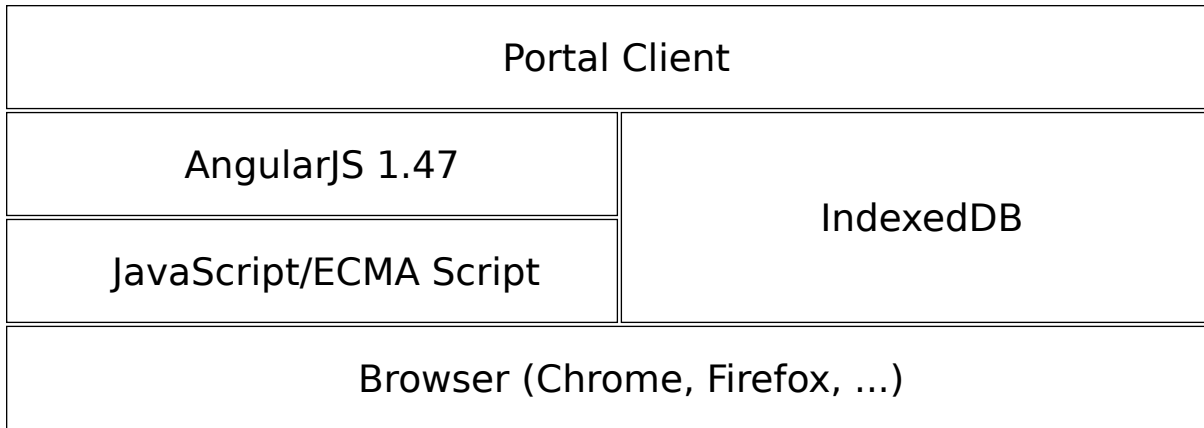 Portal Client
AngularJS 1.47
IndexedDB
JavaScript/ECMA Script
Browser (Chrome, Firefox, ...)